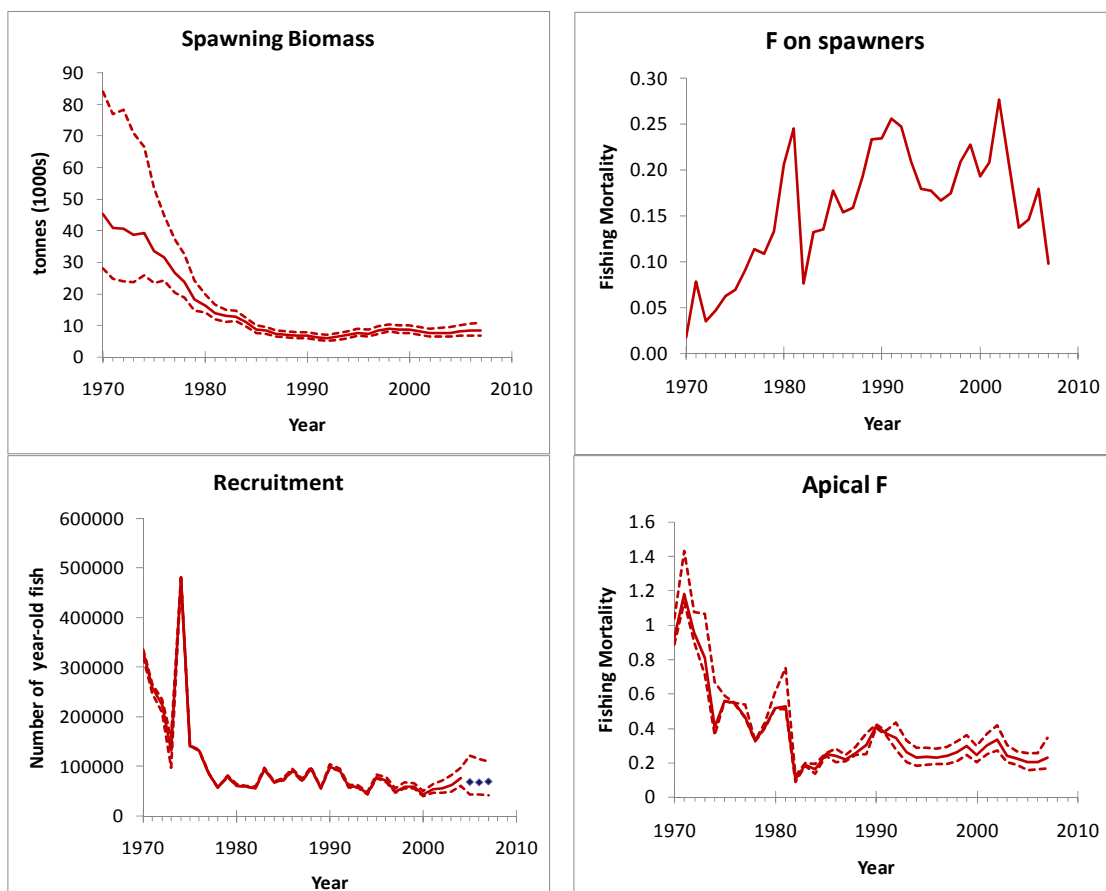 Spawning Biomass
90
80
70
60
50
40
30
20
10
0
tonnes (1000s)
1970 1980 1990 2000 2010
Year
F on spawners
0.30
0.25
0.20
0.15
0.10
0.05
0.00
Fishing Mortality
1970 1980 1990 2000 2010
Year
Recruitment
600000
500000
400000
300000
200000
100000
0
Number of year-old fish
1970 1980 1990 2000 2010
Year
Apical F
1.6
1.4
1.2
1
0.8
0.6
0.4
0.2
0
Fishing Mortality
1970 1980 1990 2000 2010
Year